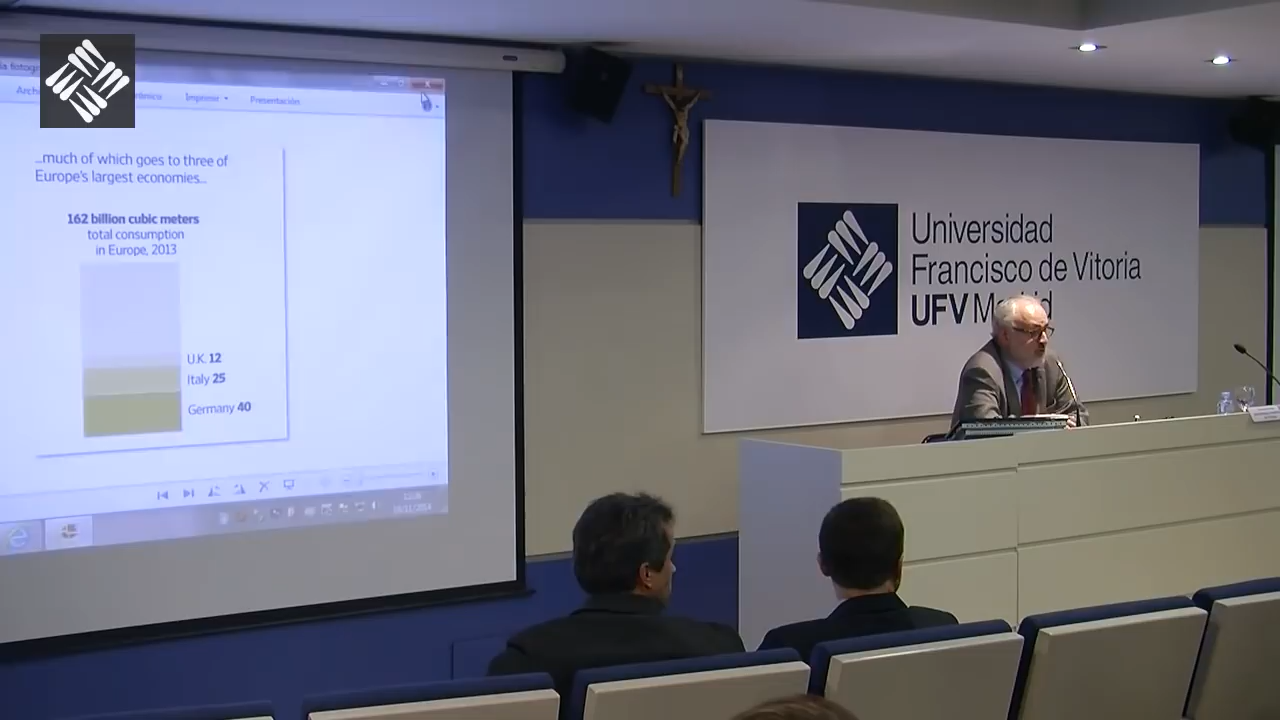 Imprimir
Presentación
...much of which goes to three of
Europe's largest economies...
162 billion cubic meters
total consumption
in Europe, 2013
U.K. 12
Italy 25
Germany 40
Universidad
Francisco de Vitoria
UFV